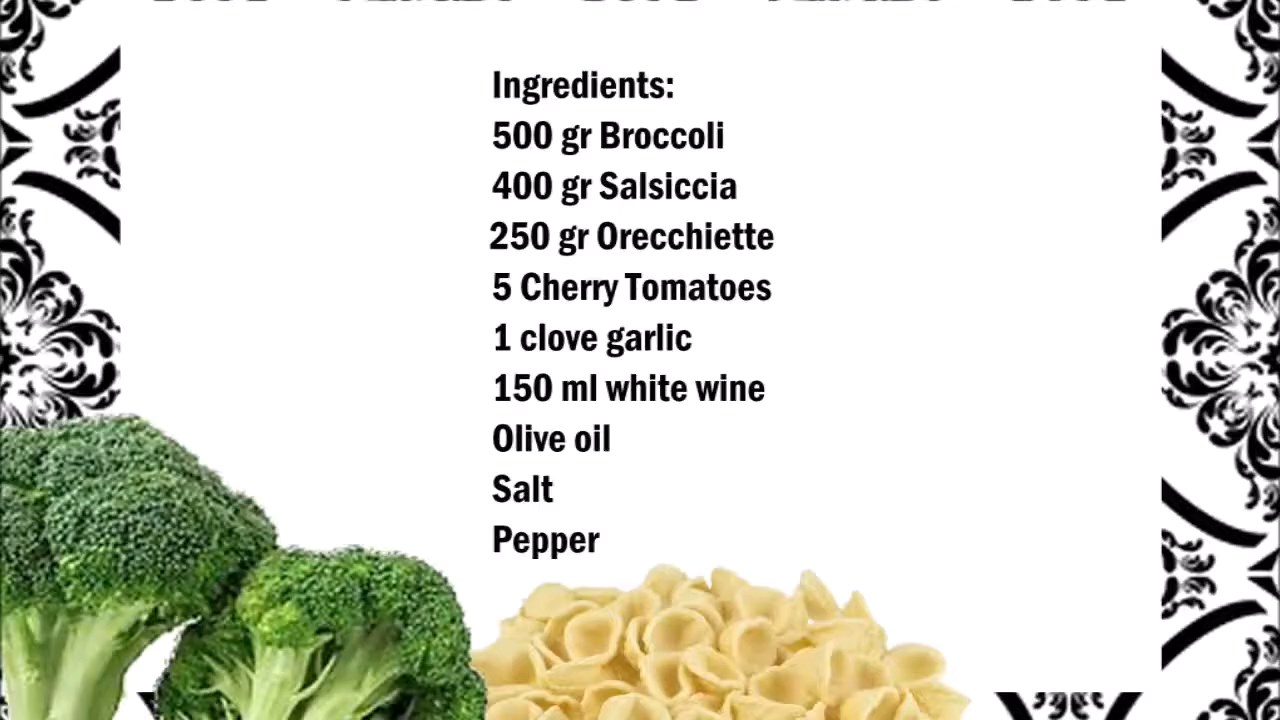 Ingredients:
500 gr Broccoli
400 gr Salsiccia
250 gr Orecchiette
5 Cherry Tomatoes
1 clove garlic
150 ml white wine
Olive oil
Salt
Pepper